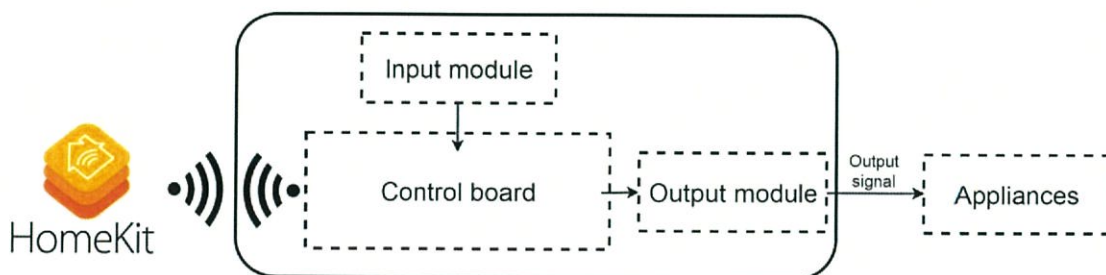 Input module
Control board
Output module
Output
signal
Appliances
HomeKit